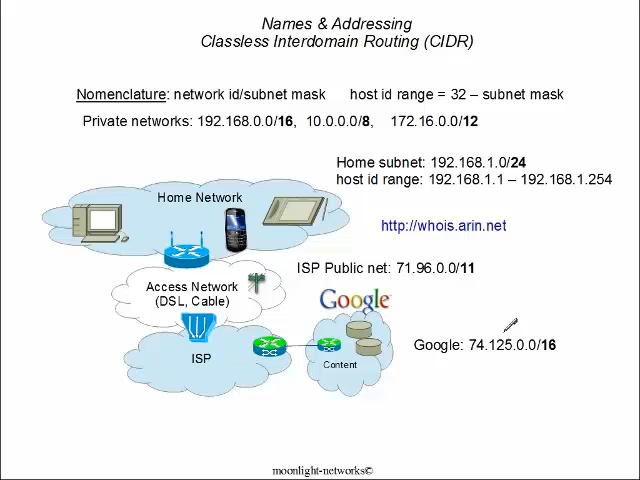 Names & Addressing
Classless Interdomain Routing (CIDR)
Nomenclature: network id/subnet mask host id range = 32 – subnet mask
Private networks: 192.168.0.0/16, 10.0.0.0/8, 172.16.0.0/12
Home subnet: 192.168.1.0/24
host id range: 192.168.1.1 – 192.168.1.254
Home Network
http://whois.arin.net
ISP Public net: 71.96.0.0/11
Access Network
(DSL, Cable)
Google
Google: 74.125.0.0/16
ISP
Content
moonlight-networks©